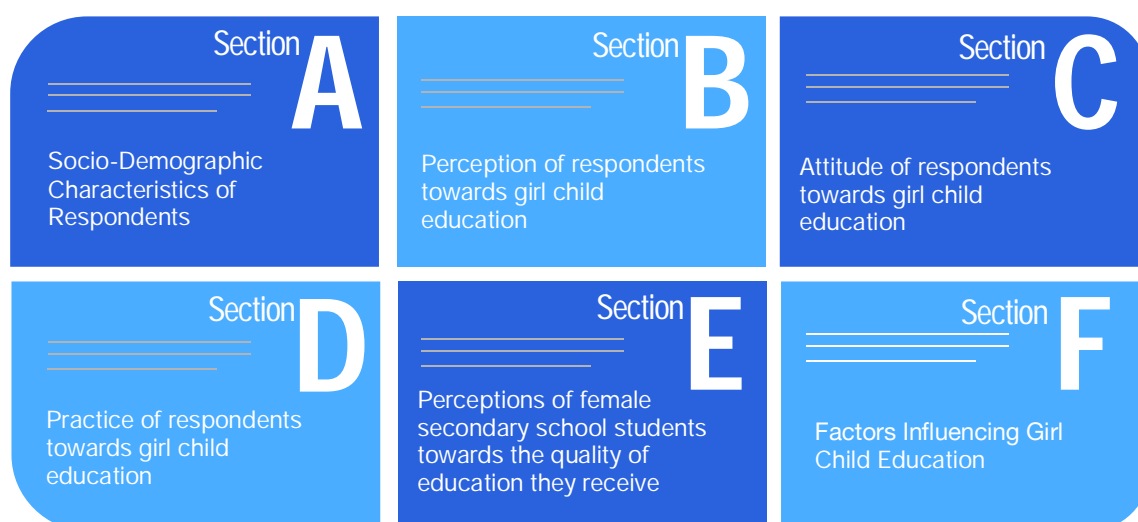 Section A
Socio-Demographic
Characteristics of
Respondents
Section B
Perception of respondents
towards girl child
education
Section C
Attitude of respondents
towards girl child
education
Section D
Practice of respondents
towards girl child
education
Section E
Perceptions of female
secondary school students
towards the quality of
education they receive
Section F
Factors Influencing Girl
Child Education